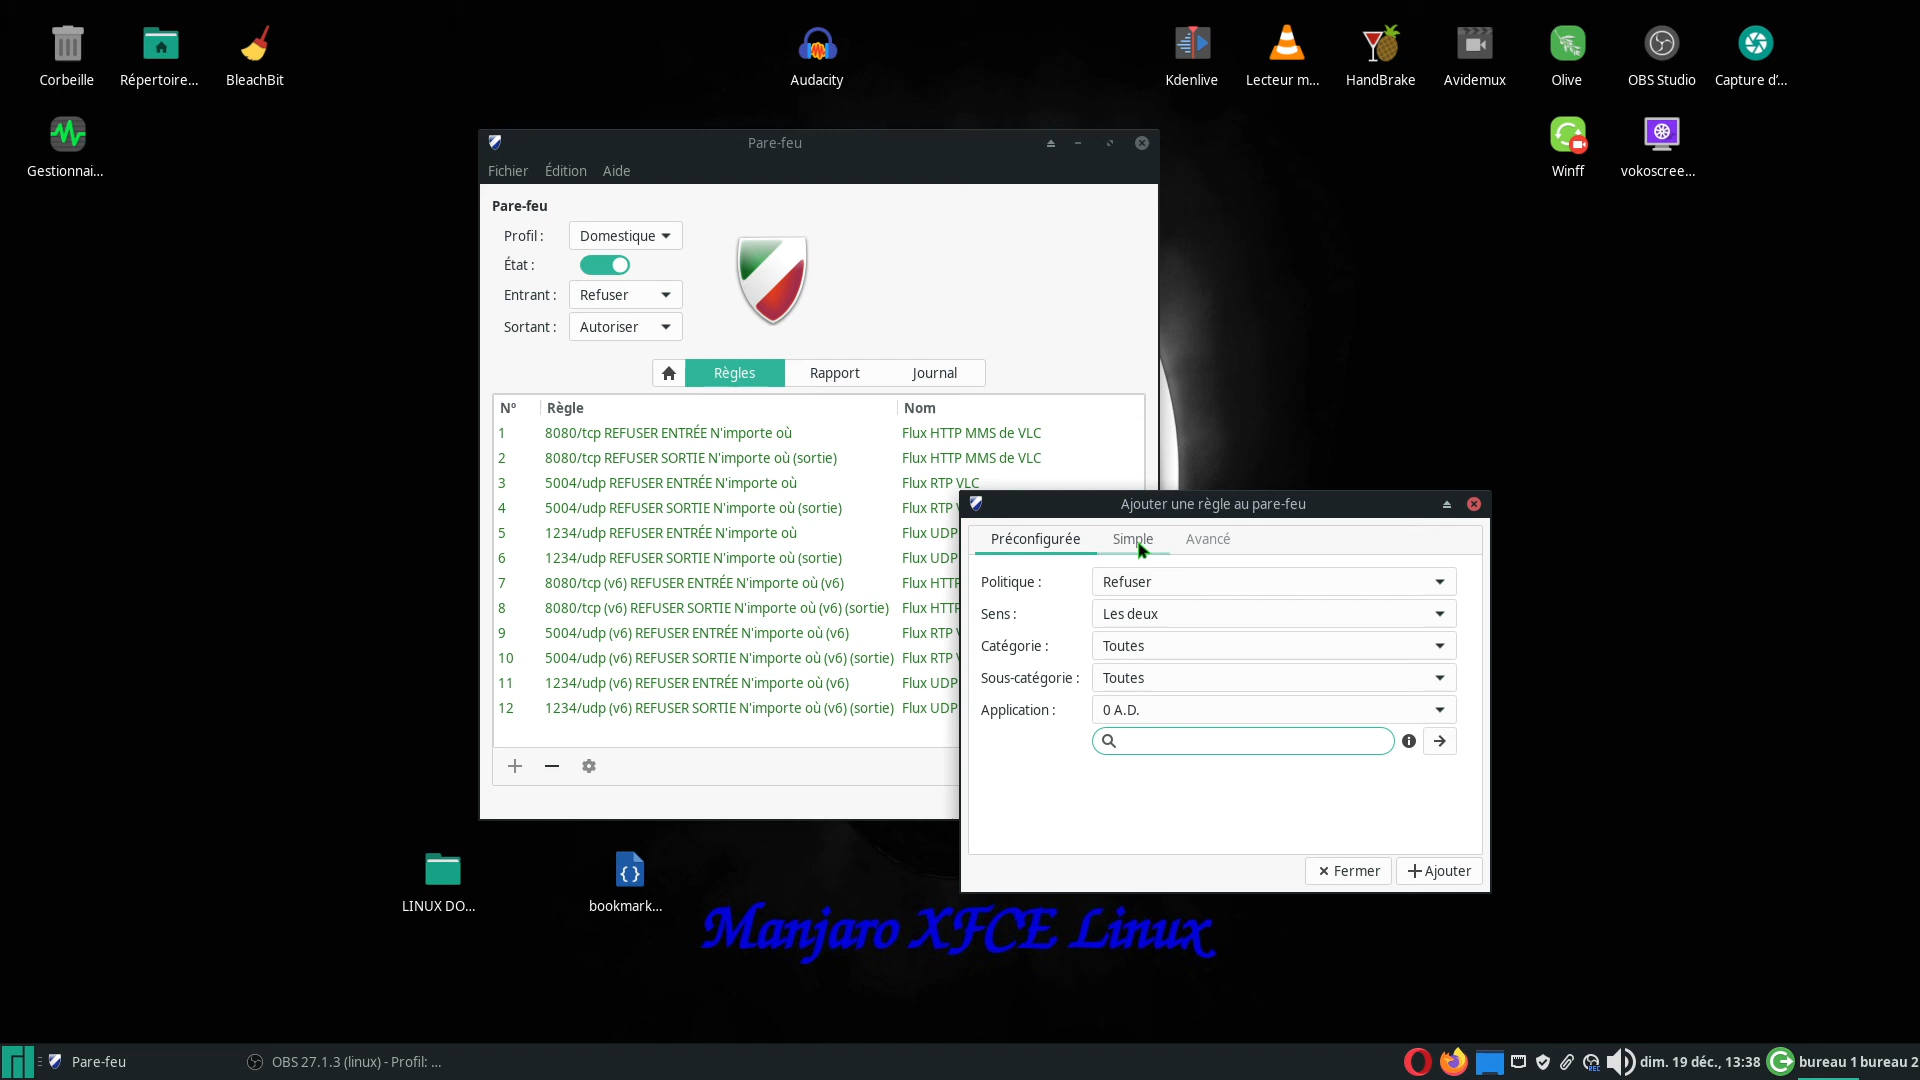 Corbeille
Répertoire...
BleachBit
Audacity
Kdenlive
Lecteur m...
HandBrake
Avidemux
Olive
OBS Studio
Capture d'...
Gestionnai...
Winff
vokoscree...
Pare-feu
Fichier
Édition
Aide
Pare-feu
Profil :
Domestique
État :
Entrant :
Refuser
Sortant :
Autoriser
Règles
Rapport
Journal
N° Règle Nom
1 8080/tcp REFUSER ENTRÉE N'importe où Flux HTTP MMS de VLC
2 8080/tcp REFUSER SORTIE N'importe où (sortie) Flux HTTP MMS de VLC
3 5004/udp REFUSER ENTRÉE N'importe où Flux RTP VLC
4 5004/udp REFUSER SORTIE N'importe où (sortie) Flux RTP
5 1234/udp REFUSER ENTRÉE N'importe où Flux UDP
6 1234/udp REFUSER SORTIE N'importe où (sortie) Flux UDP
7 8080/tcp (v6) REFUSER ENTRÉE N'importe où (v6) Flux HTTP
8 8080/tcp (v6) REFUSER SORTIE N'importe où (v6) (sortie) Flux HTTP
9 5004/udp (v6) REFUSER ENTRÉE N'importe où (v6) Flux RTP
10 5004/udp (v6) REFUSER SORTIE N'importe où (v6) (sortie) Flux RTP
11 1234/udp (v6) REFUSER ENTRÉE N'importe où (v6) Flux UDP
12 1234/udp (v6) REFUSER SORTIE N'importe où (v6) (sortie) Flux UDP
Ajouter une règle au pare-feu
Préconfigurée
Simple
Avancé
Politique :
Refuser
Sens :
Les deux
Catégorie :
Toutes
Sous-catégorie :
Toutes
Application :
0 A.D.
Fermer
Ajouter
LINUX DO...
bookmark...
Manjaro XFCE Linux
Pare-feu
OBS 27.1.3 (linux) - Profil: ...
dim. 19 déc., 13:38
bureau 1 bureau 2